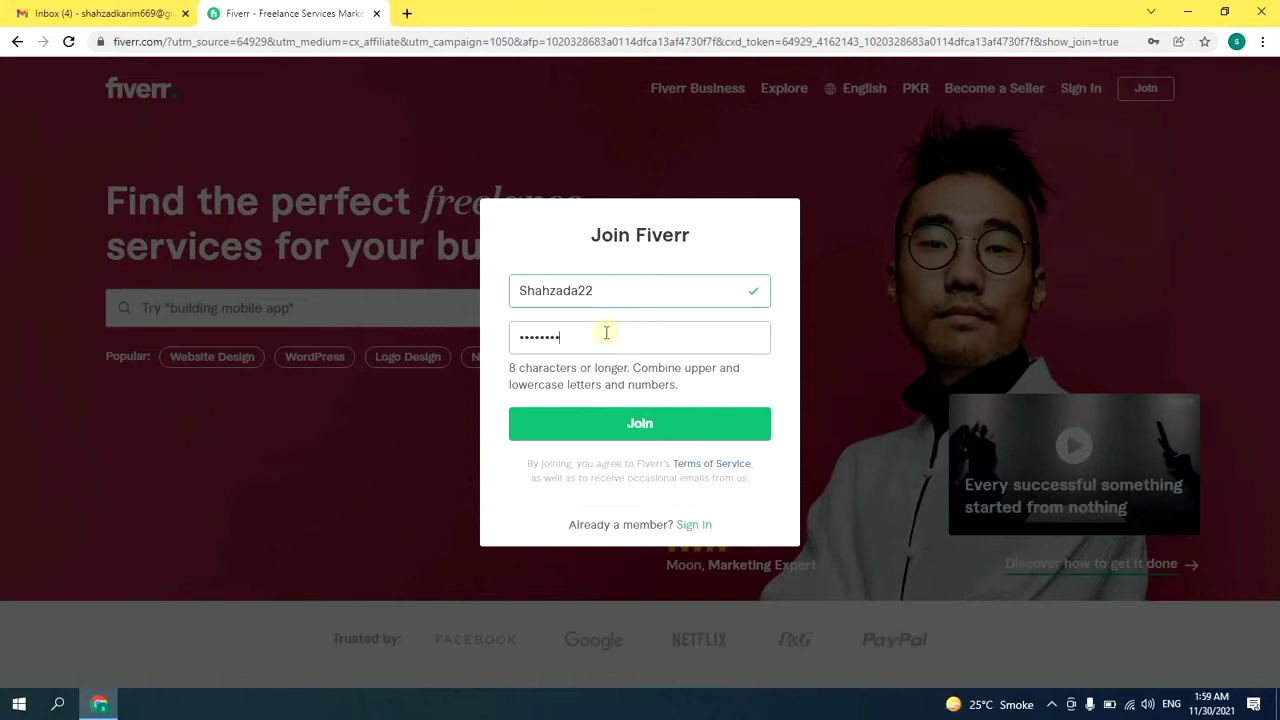 Inbox (4) - shahzadkarim669@gm
Fiverr - Freelance Services Marke
fiverr.com/?utm_source=64929&utm_medium=cx_affiliate&utm_campaign=1050&afp=1020328683a0114dfca13af4730f7f&cxd_token=64929_4162143_1020328683a0114dfca13af4730f7f&show_join=true
S
fiverr.
Fiverr Business Explore English PKR Become a Seller Sign In Join
Find the perfect freelance
services for your bu
Try "building mobile app"
Popular: Website Design WordPress Logo Design N
Join Fiverr
Shahzada22
••••••••
8 characters or longer. Combine upper and
lowercase letters and numbers.
Join
By joining, you agree to Fiverr's Terms of Service,
as well as to receive occasional emails from us.
Already a member? Sign In
Every successful something
started from nothing
Moon, Marketing Expert
Discover how to get it done
Trusted by: FACEBOOK Google NETFLIX P&G PayPal
25°C Smoke
1:59 AM
11/30/2021